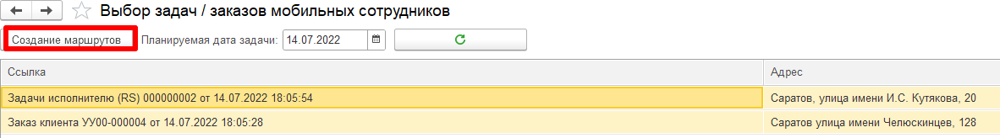 Выбор задач / заказов мобильных сотрудников
Создание маршрутов Планируемая дата задачи: 14.07.2022
Ссылка Адрес
Задачи исполнителю (RS) 000000002 от 14.07.2022 18:05:54 Саратов, улица имени И.С. Кутякова, 20
Заказ клиента УУ00-000004 от 14.07.2022 18:05:28 Саратов улица имени Челюскинцев, 128